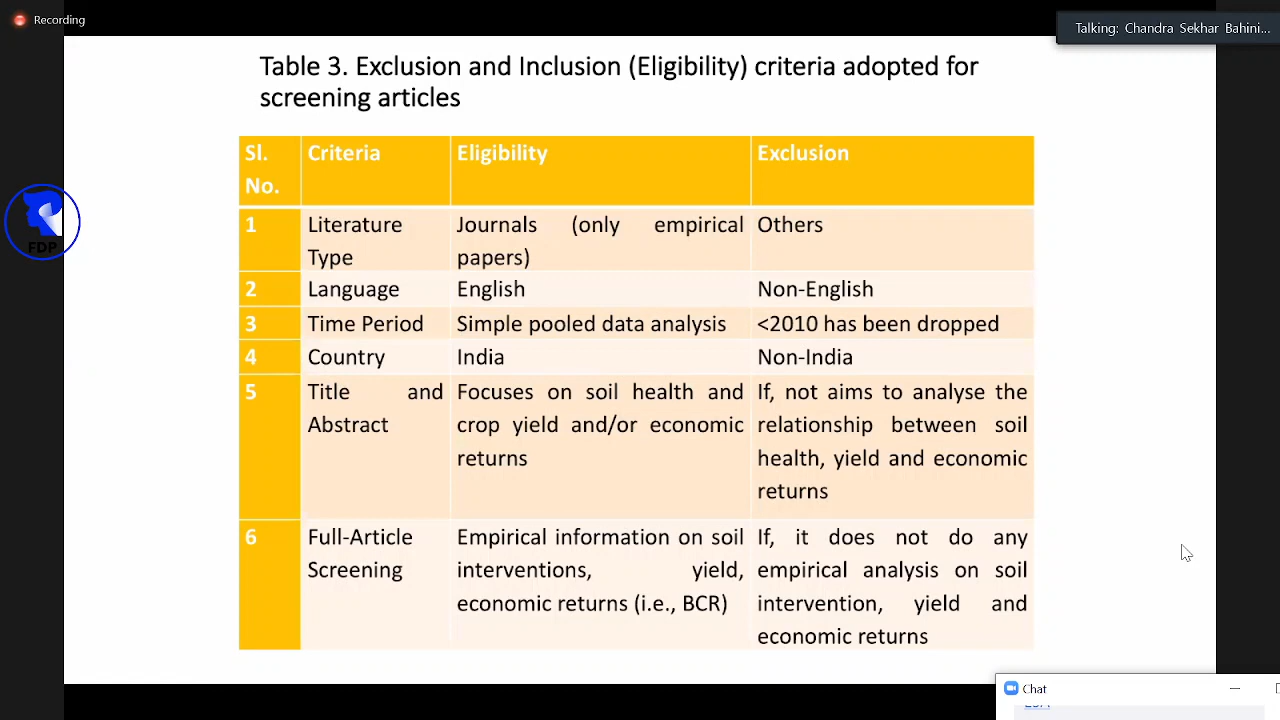 Recording
Talking: Chandra Sekhar Bahini...
Table 3. Exclusion and Inclusion (Eligibility) criteria adopted for
screening articles
Sl.
No.
Criteria
Eligibility
Exclusion
1
Literature
Type
Journals (only empirical
papers)
Others
2
Language
English
Non-English
3
Time Period
Simple pooled data analysis
<2010 has been dropped
4
Country
India
Non-India
5
Title and
Abstract
Focuses on soil health and
crop yield and/or economic
returns
If, not aims to analyse the
relationship between soil
health, yield and economic
returns
6
Full-Article
Screening
Empirical information on soil
interventions, yield,
economic returns (i.e., BCR)
If, it does not do any
empirical analysis on soil
intervention, yield and
economic returns
FDP
Chat